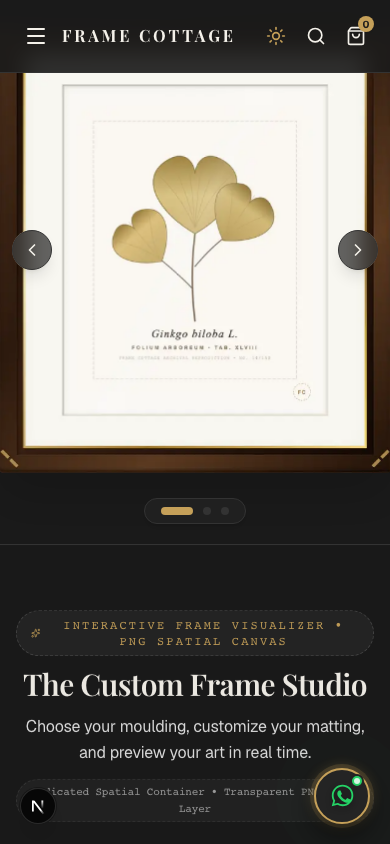 FRAME COTTAGE
0
Ginkgo biloba L.
FOLIUM ARBOREUM • TAB. XLVIII
FC
INTERACTIVE FRAME VISUALIZER •
PNG SPATIAL CANVAS
The Custom Frame Studio
Choose your moulding, customize your matting,
and preview your art in real time.
Spatial Container • Transparent
Layer
N